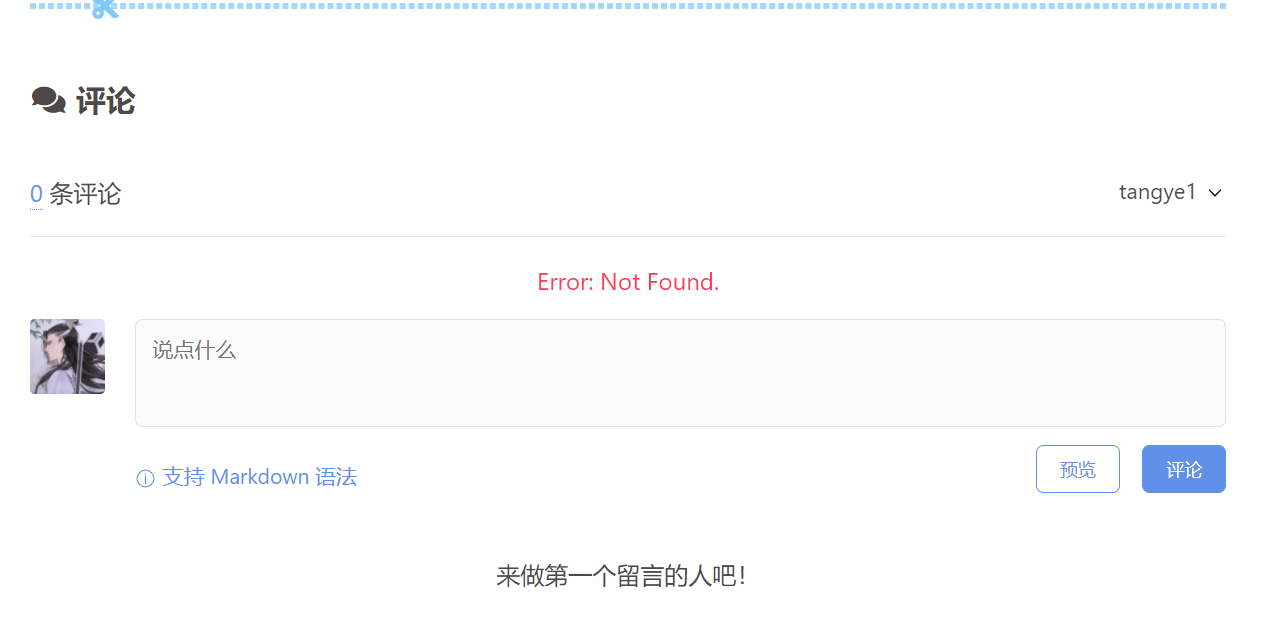 评论
0 条评论
tangye1
Error: Not Found.
说点什么
支持 Markdown 语法
预览
评论
来做第一个留言的人吧！